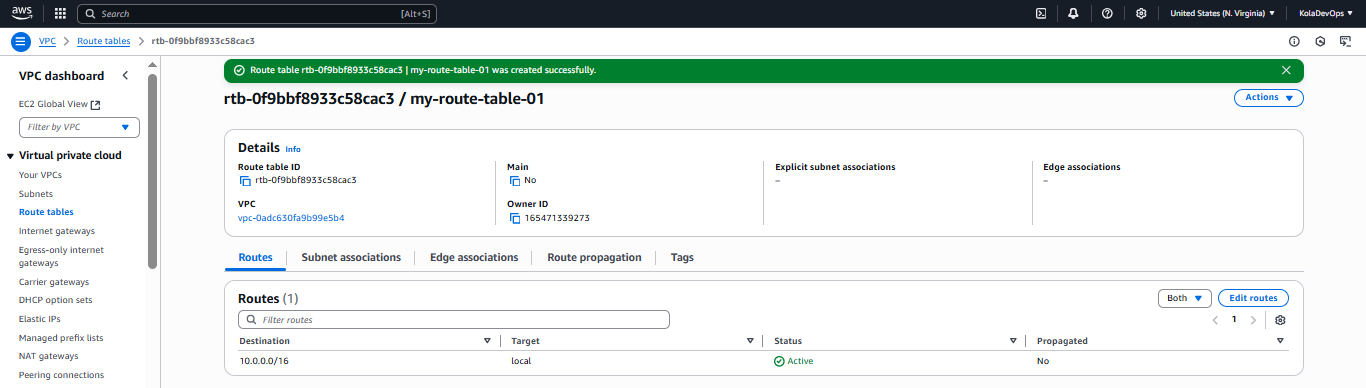 aws Search [Alt+S] United States (N. Virginia) KolaDevOps
VPC > Route tables > rtb-0f9bbf8933c58cac3
VPC dashboard
EC2 Global View
Filter by VPC
Virtual private cloud
Your VPCs
Subnets
Route tables
Internet gateways
Egress-only internet
gateways
Carrier gateways
DHCP option sets
Elastic IPs
Managed prefix lists
NAT gateways
Peering connections
Route table rtb-0f9bbf8933c58cac3 | my-route-table-01 was created successfully.
rtb-0f9bbf8933c58cac3 / my-route-table-01 Actions
Details Info
Route table ID Main Explicit subnet associations Edge associations
rtb-0f9bbf8933c58cac3 No – –
VPC Owner ID
vpc-0adc630fa9b99e5b4 165471339273
Routes Subnet associations Edge associations Route propagation Tags
Routes (1) Both Edit routes
Filter routes 1
Destination Target Status Propagated
10.0.0.0/16 local Active No